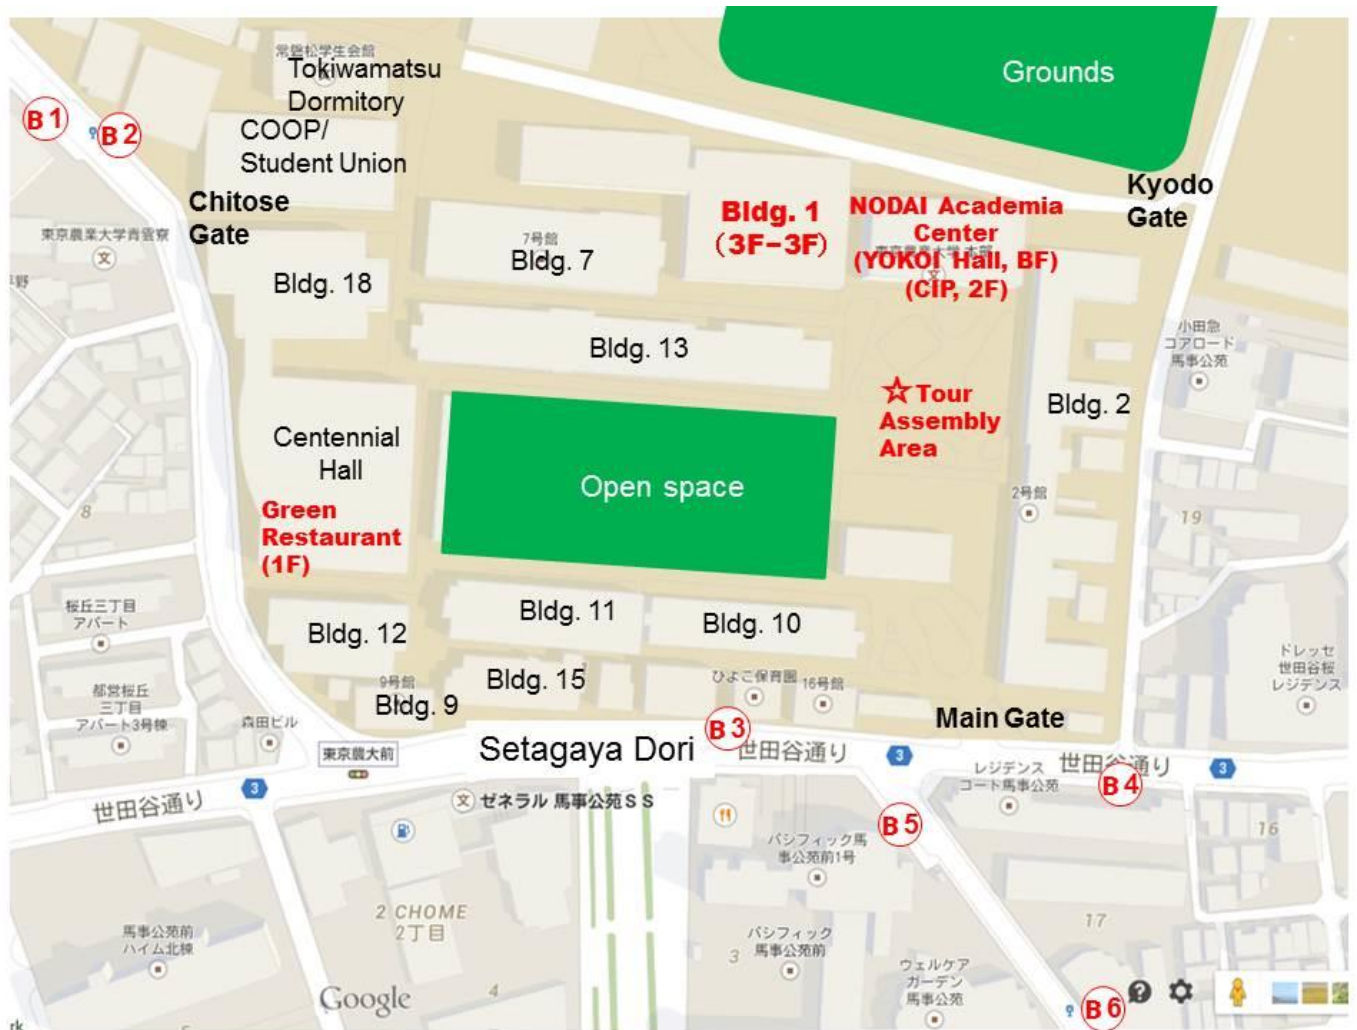 Grounds
常磐松学生会館
Tokiwamatsu
Dormitory
B1
B2
COOP/
Student Union
Chitose
Gate
Kyodo
Gate
東京農業大学青雲寮
Bldg. 1
(3F-3F)
NODAI Academia
Center
(YOKOI Hall, BF)
(CIP, 2F)
7号館
Bldg. 7
Bldg. 18
Bldg. 13
小田急
コアロード
馬事公苑
☆Tour
Assembly
Area
Bldg. 2
Centennial
Hall
Open space
2号館
Green
Restaurant
(1F)
8
19
桜丘三丁目
アパート
Bldg. 12
Bldg. 11
Bldg. 10
ドレッセ
世田谷桜
レジデンス
都営桜丘
三丁目
アパート3号棟
森田ビル
9号館
Bldg. 9
Bldg. 15
ひよこ保育園
16号館
Main Gate
B3
東京農大前
Setagaya Dori
世田谷通り
3
世田谷通り
3
B4
世田谷通り
3
ゼネラル 馬事公苑SS
レジデンス
コート馬事公苑
B5
パシフィック馬
事公苑前1号
16
2 CHOME
2丁目
馬事公苑前
ハイム北棟
パシフィック
馬事公苑前
3
17
ウェルケア
ガーデン
馬事公苑
4
Google
B6
rk